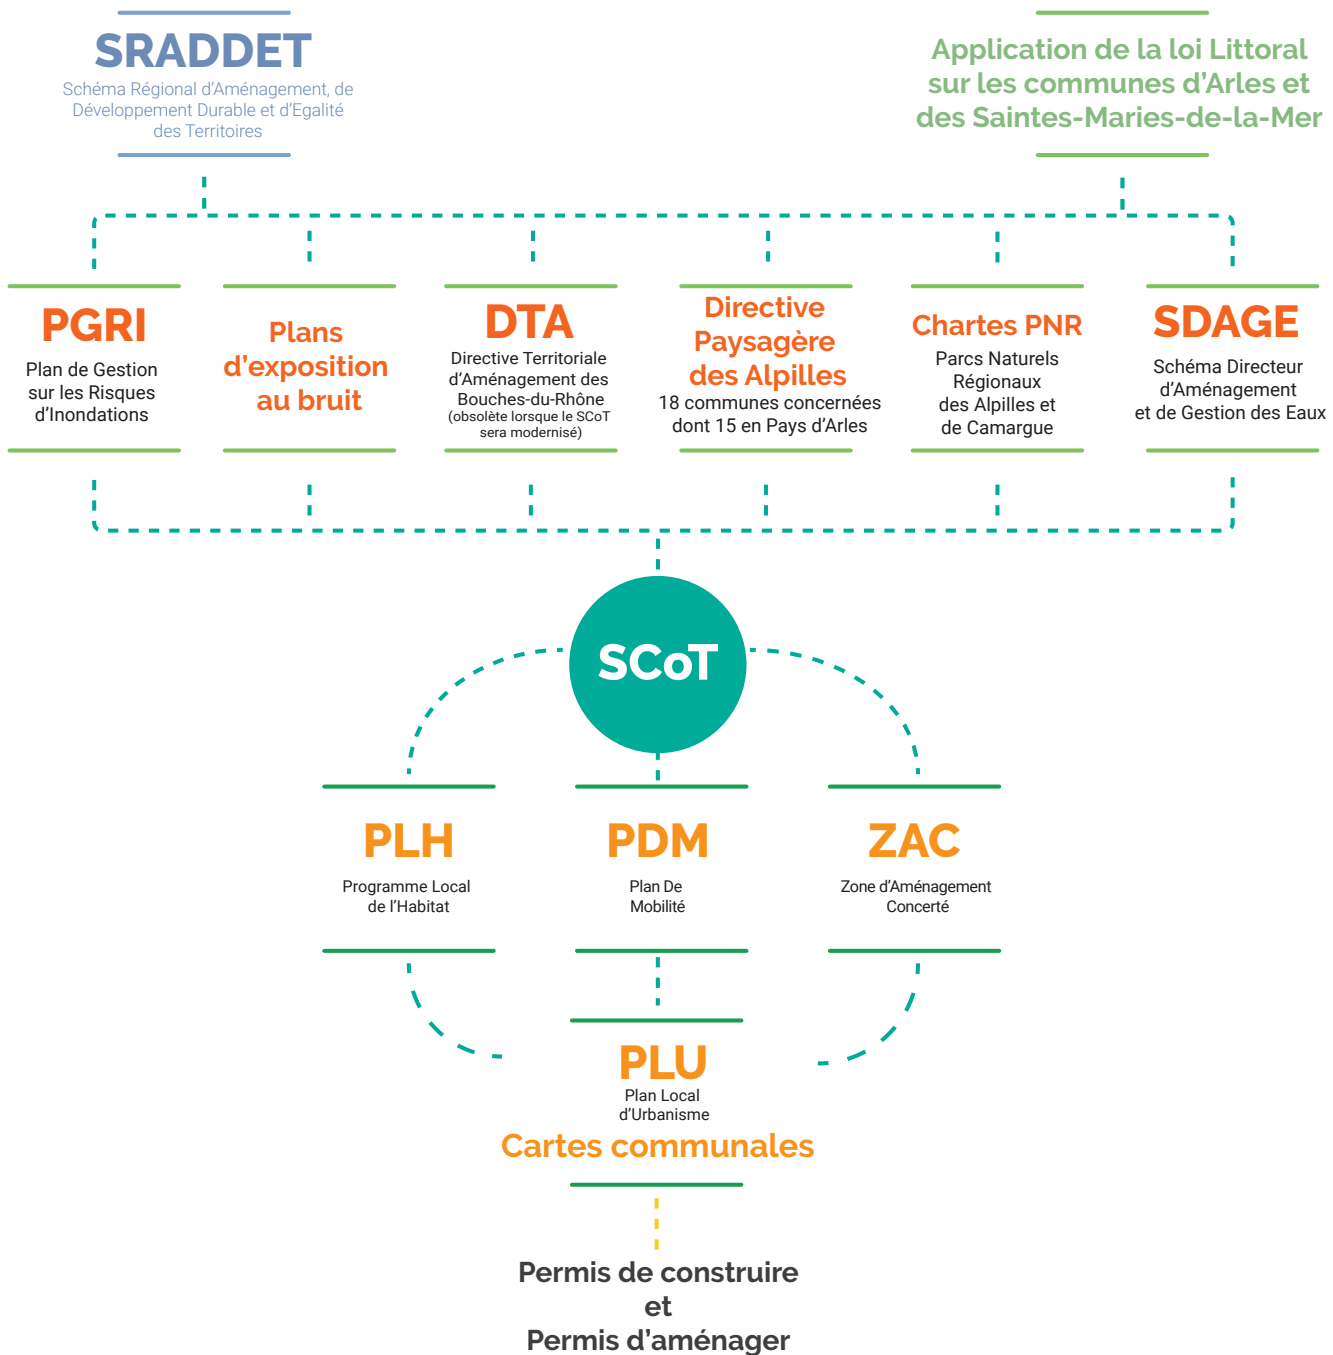 SRADDET
Schéma Régional d'Aménagement, de
Développement Durable et d'Egalité
des Territoires
Application de la loi Littoral
sur les communes d'Arles et
des Saintes-Maries-de-la-Mer
PGRI
Plan de Gestion
sur les Risques
d'Inondations
Plans
d'exposition
au bruit
DTA
Directive Territoriale
d'Aménagement des
Bouches-du-Rhône
(obsolète lorsque le SCoT
sera modernisé)
Directive
Paysagère
des Alpilles
18 communes concernées
dont 15 en Pays d'Arles
Chartes PNR
Parcs Naturels
Régionaux
des Alpilles et
de Camargue
SDAGE
Schéma Directeur
d'Aménagement
et de Gestion des Eaux
SCoT
PLH
Programme Local
de l'Habitat
PDM
Plan De
Mobilité
ZAC
Zone d'Aménagement
Concerté
PLU
Plan Local
d'Urbanisme
Cartes communales
Permis de construire
et
Permis d'aménager